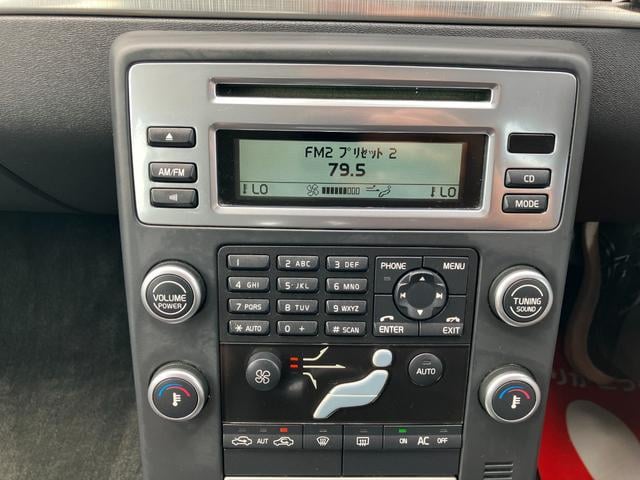 FM2 プリセット 2
79.5
LO LO
AM/FM
CD
MODE
1 2 ABC 3 DEF
4 GHI 5 JKL 6 MNO
7 PQRS 8 TUV 9 WXYZ
* AUTO 0 + # SCAN
PHONE MENU
ENTER EXIT
VOLUME
POWER
TUNING
SOUND
AUTO
AUT
ON AC OFF